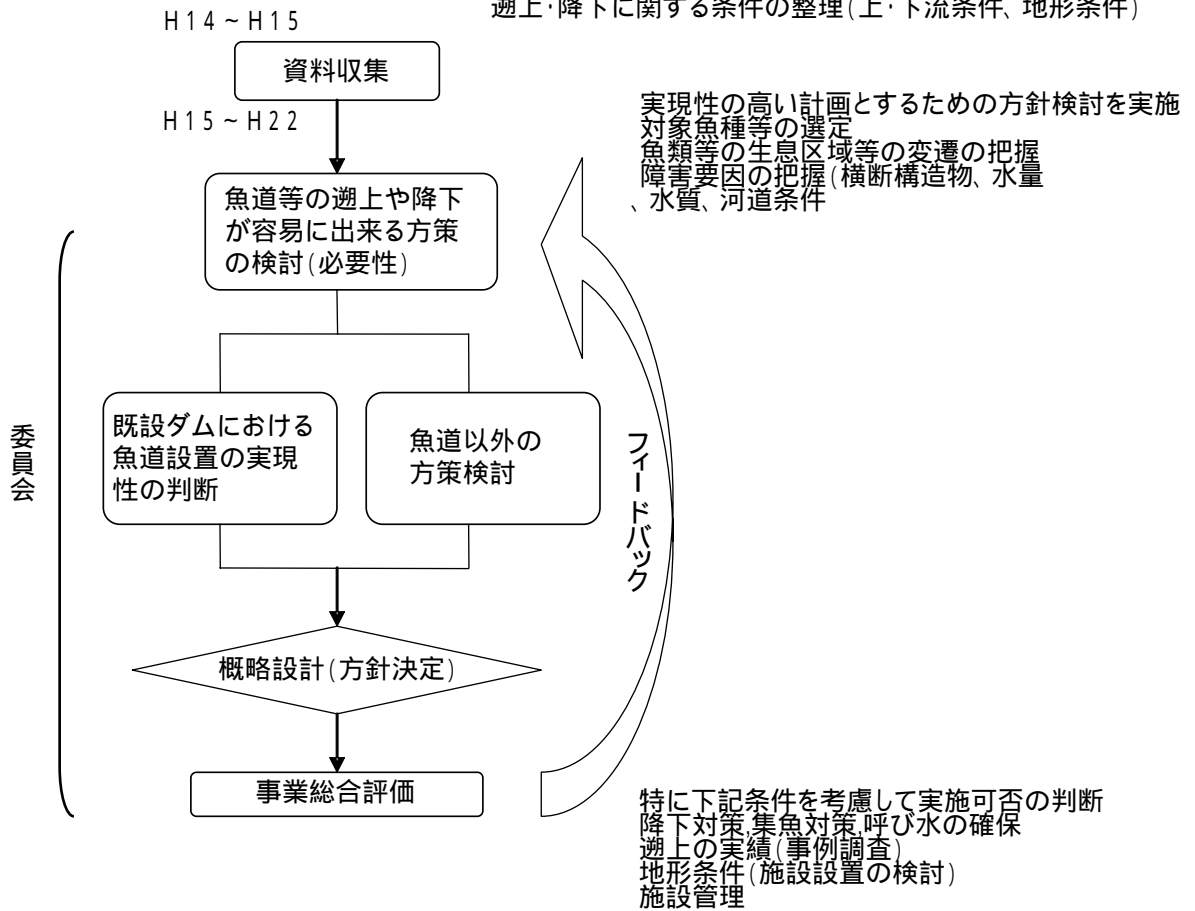 遡上・降下に関する条件の整理(上・下流条件、地形条件)
H14~H15
資料収集
H15~H22
実現性の高い計画とするための方針検討を実施
対象魚種等の選定
魚類等の生息区域等の変遷の把握
障害要因の把握(横断構造物、水量
、水質、河道条件
魚道等の遡上や降下
が容易に出来る方策
の検討(必要性)
既設ダムにおける
魚道設置の実現
性の判断
魚道以外の
方策検討
委員会
フィードバック
概略設計(方針決定)
事業総合評価
特に下記条件を考慮して実施可否の判断
降下対策,集魚対策,呼び水の確保
遡上の実績(事例調査)
地形条件(施設設置の検討)
施設管理